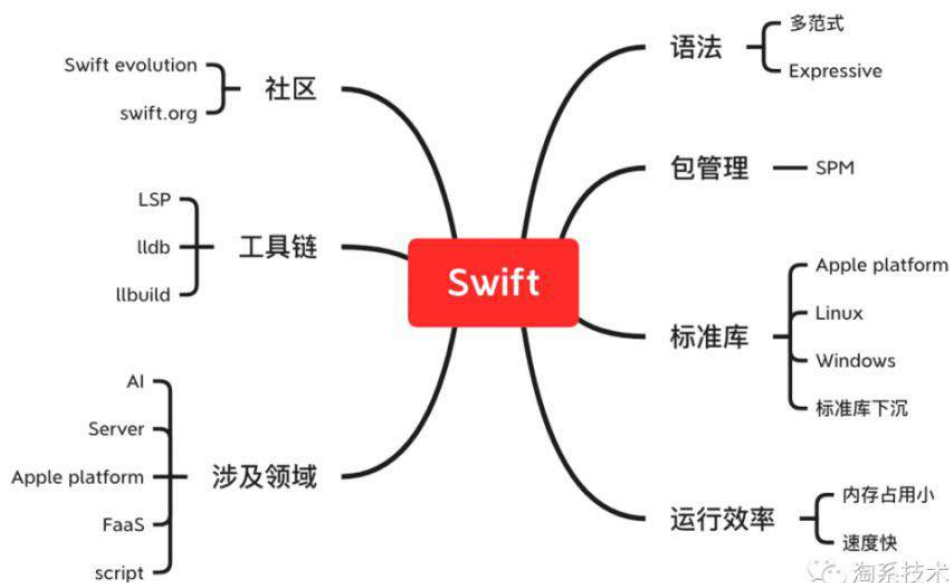 Swift
社区
Swift evolution
swift.org
工具链
LSP
lldb
llbuild
涉及领域
AI
Server
Apple platform
FaaS
script
语法
多范式
Expressive
包管理
SPM
标准库
Apple platform
Linux
Windows
标准库下沉
运行效率
内存占用小
速度快
淘系技术